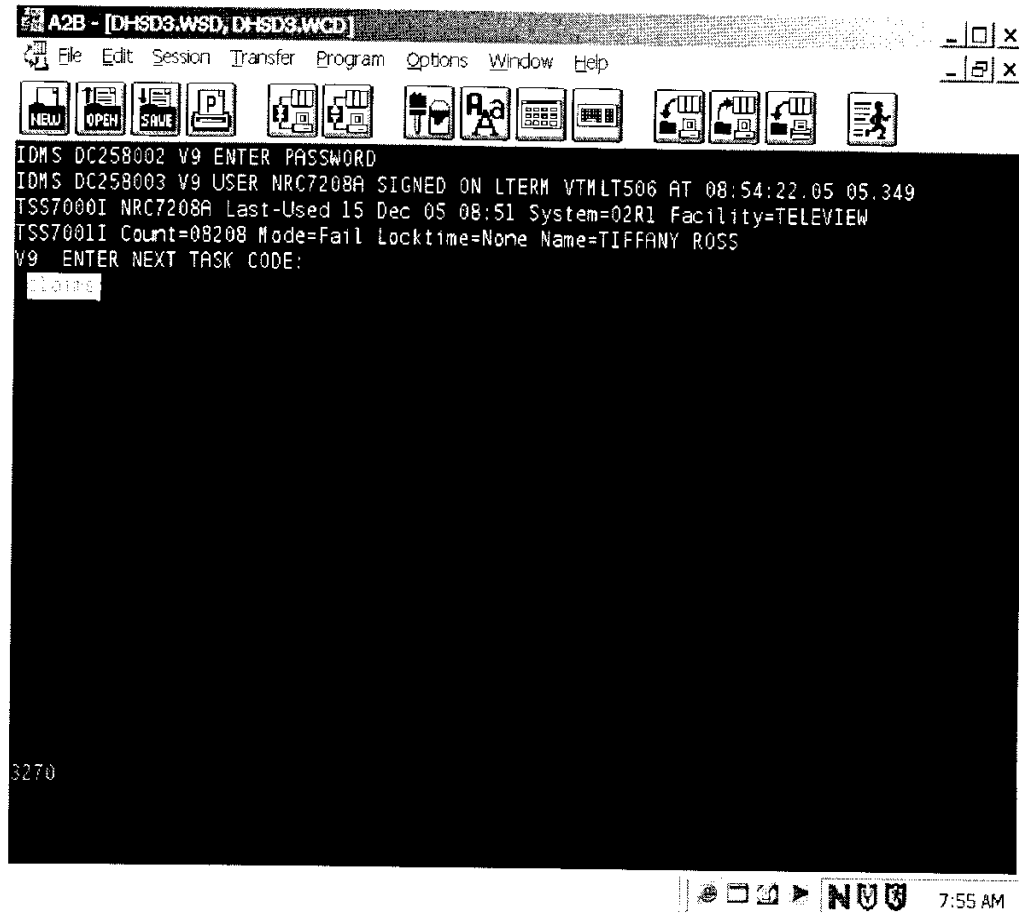 A2B - [DHSD3.WSD, DHSD3.WCD]
File Edit Session Transfer Program Options Window Help
NEW OPEN SAVE P A A a
IDMS DC258002 V9 ENTER PASSWORD
IDMS DC258003 V9 USER NRC7208A SIGNED ON LTERM VTMLT506 AT 08:54:22.05 05.349
TSS7000I NRC7208A Last-Used 15 Dec 05 08:51 System=02R1 Facility=TELEVIEW
TSS7001I Count=08208 Mode=Fail Locktime=None Name=TIFFANY ROSS
V9 ENTER NEXT TASK CODE:
claims
3270
N 7:55 AM